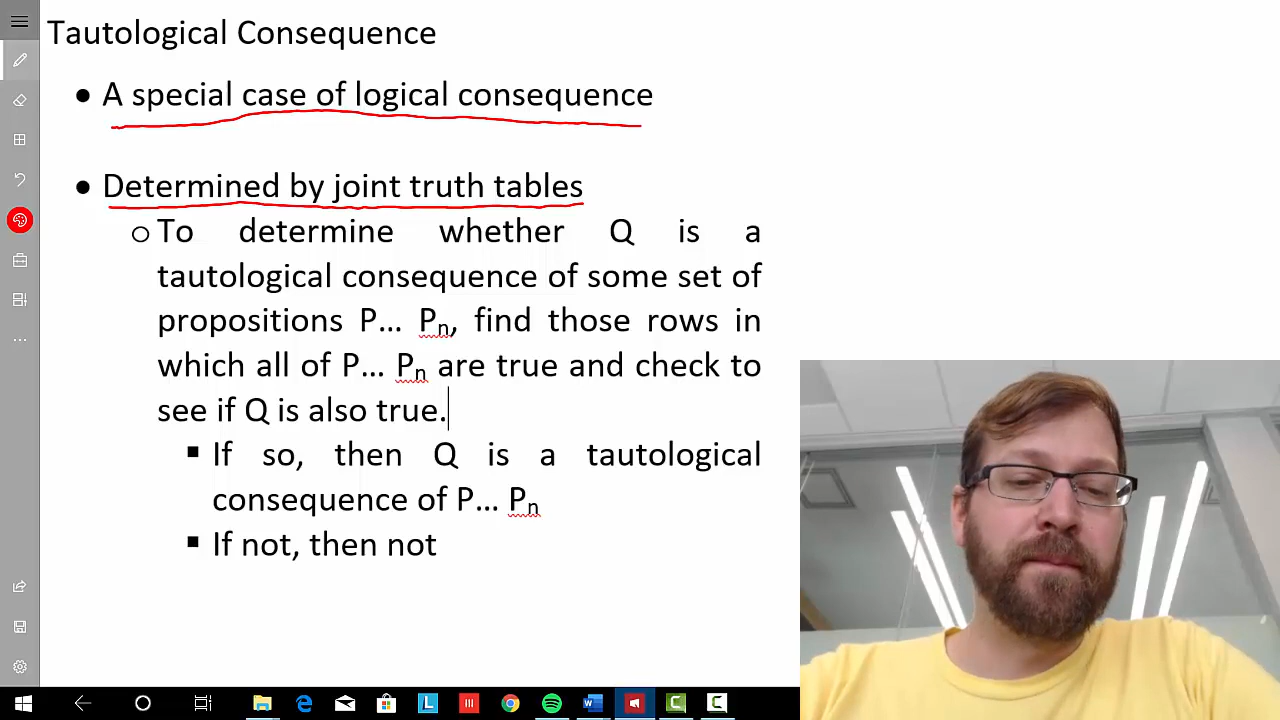 Tautological Consequence
• A special case of logical consequence
• Determined by joint truth tables
o To determine whether Q is a
tautological consequence of some set of
propositions P... Pn, find those rows in
which all of P... Pn are true and check to
see if Q is also true.
▪ If so, then Q is a tautological
consequence of P... Pn
▪ If not, then not